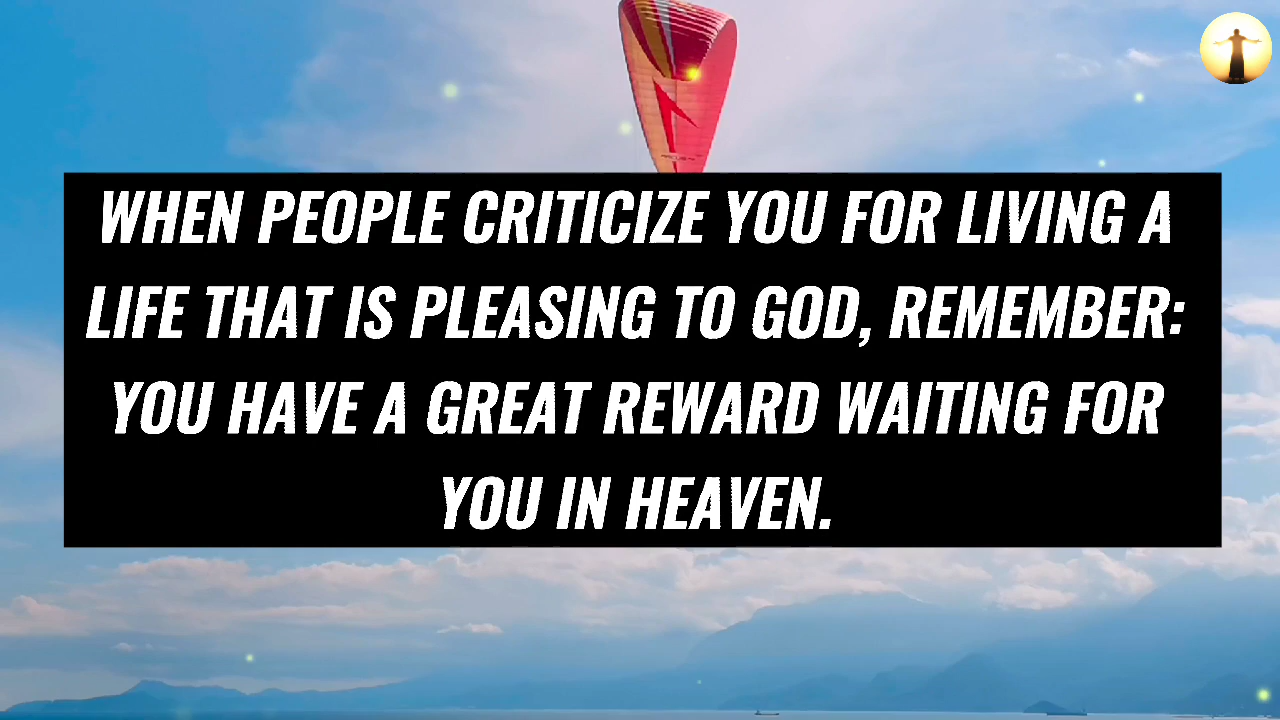 WHEN PEOPLE CRITICIZE YOU FOR LIVING A
LIFE THAT IS PLEASING TO GOD, REMEMBER:
YOU HAVE A GREAT REWARD WAITING FOR
YOU IN HEAVEN.